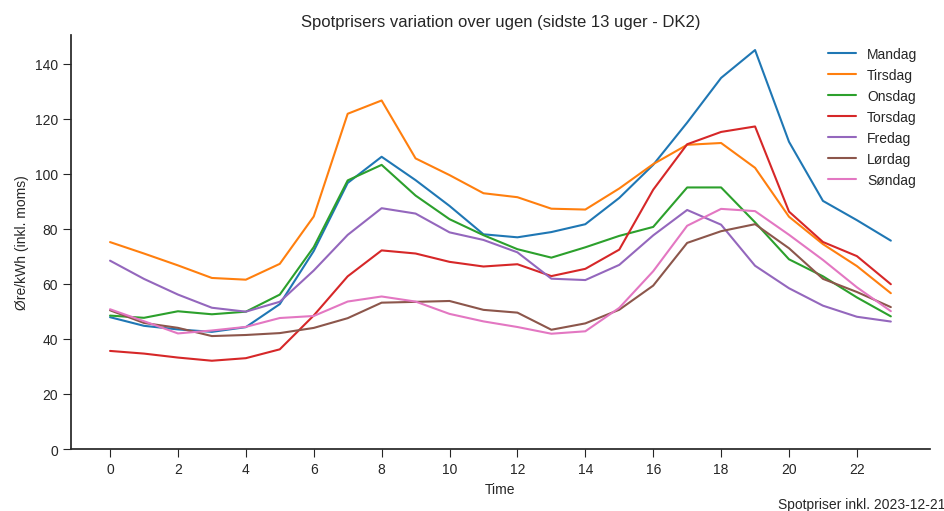 Spotprisers variation over ugen (sidste 13 uger - DK2)
Mandag
Tirsdag
Onsdag
Torsdag
Fredag
Lørdag
Søndag
Øre/kWh (inkl. moms)
140
120
100
80
60
40
20
0
0 2 4 6 8 10 12 14 16 18 20 22
Time
Spotpriser inkl. 2023-12-21